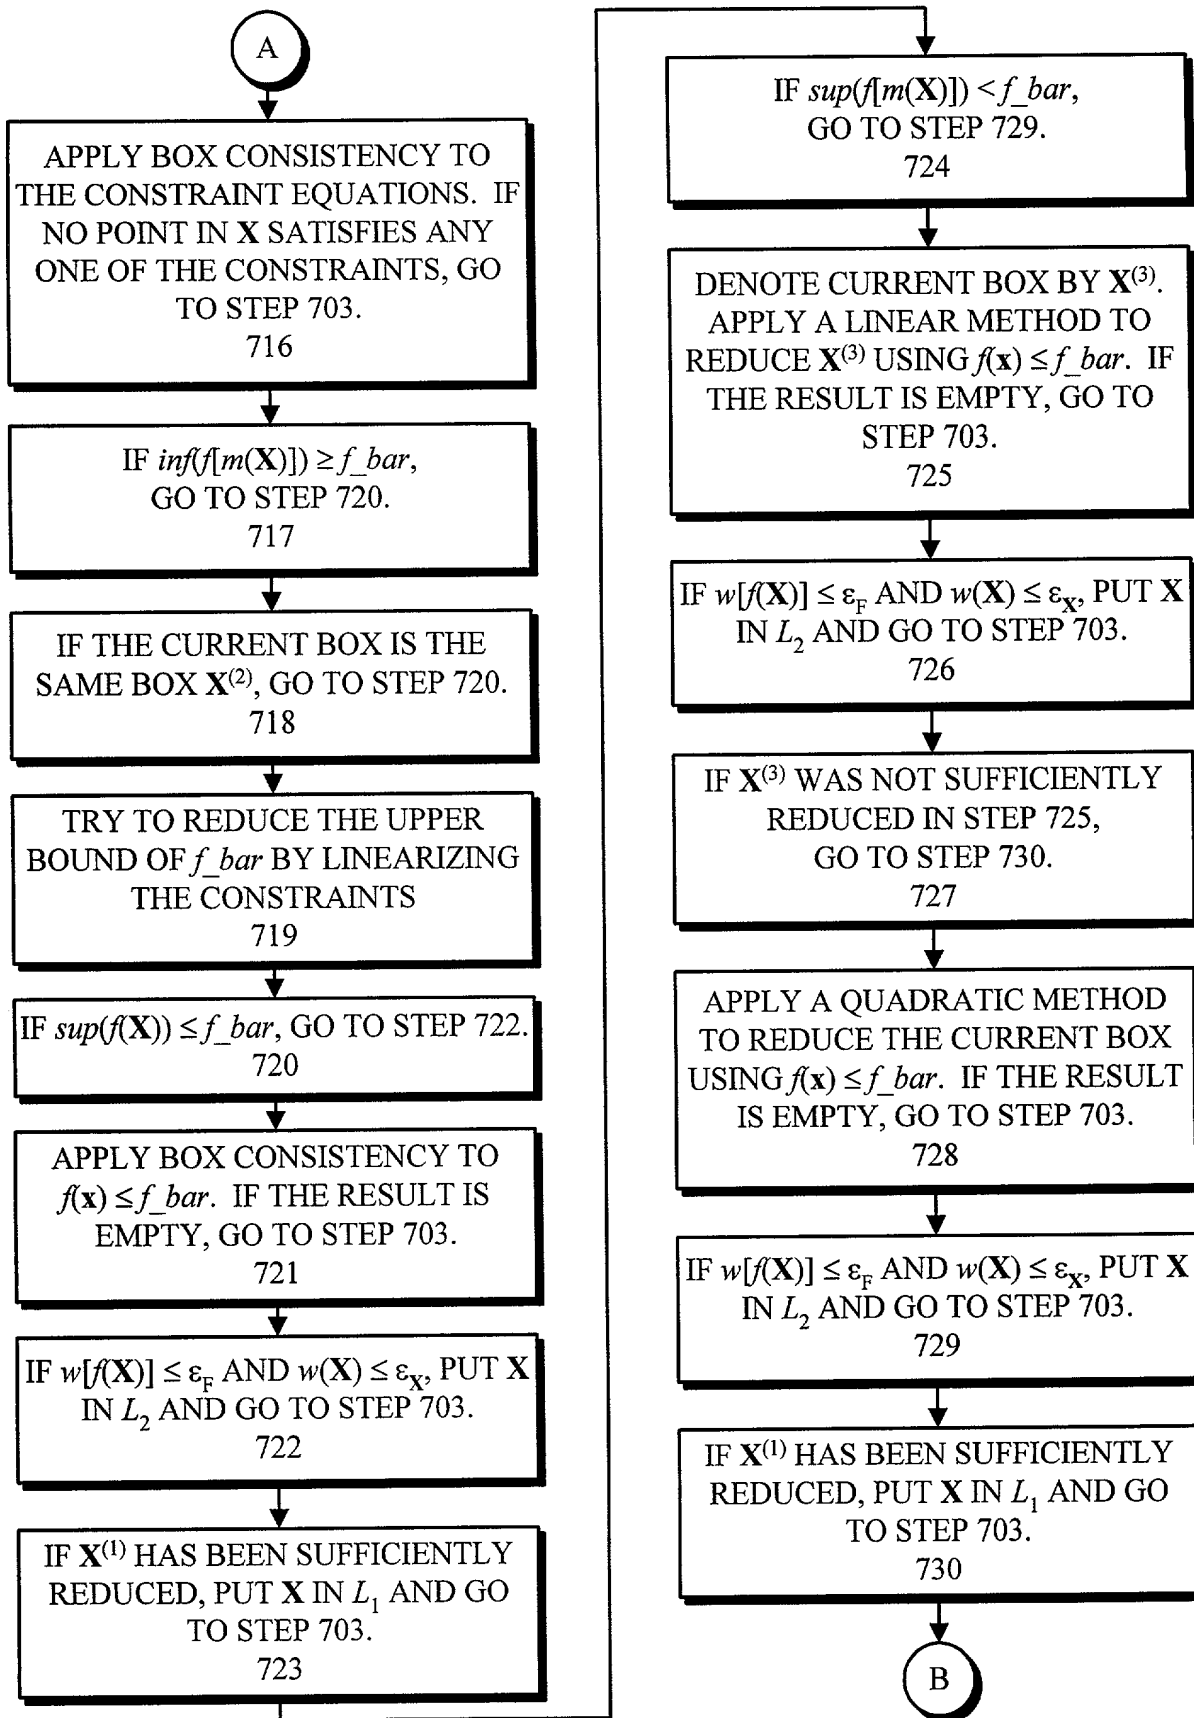 A
APPLY BOX CONSISTENCY TO
THE CONSTRAINT EQUATIONS. IF
NO POINT IN X SATISFIES ANY
ONE OF THE CONSTRAINTS, GO
TO STEP 703.
716
IF inf(f[m(X)]) ≥ f_bar,
GO TO STEP 720.
717
IF THE CURRENT BOX IS THE
SAME BOX X⁽²⁾, GO TO STEP 720.
718
TRY TO REDUCE THE UPPER
BOUND OF f_bar BY LINEARIZING
THE CONSTRAINTS
719
IF sup(f(X)) ≤ f_bar, GO TO STEP 722.
720
APPLY BOX CONSISTENCY TO
f(x) ≤ f_bar. IF THE RESULT IS
EMPTY, GO TO STEP 703.
721
IF w[f(X)] ≤ ε_F AND w(X) ≤ ε_X, PUT X
IN L₂ AND GO TO STEP 703.
722
IF X⁽¹⁾ HAS BEEN SUFFICIENTLY
REDUCED, PUT X IN L₁ AND GO
TO STEP 703.
723
IF sup(f[m(X)]) < f_bar,
GO TO STEP 729.
724
DENOTE CURRENT BOX BY X⁽³⁾.
APPLY A LINEAR METHOD TO
REDUCE X⁽³⁾ USING f(x) ≤ f_bar. IF
THE RESULT IS EMPTY, GO TO
STEP 703.
725
IF w[f(X)] ≤ ε_F AND w(X) ≤ ε_X, PUT X
IN L₂ AND GO TO STEP 703.
726
IF X⁽³⁾ WAS NOT SUFFICIENTLY
REDUCED IN STEP 725,
GO TO STEP 730.
727
APPLY A QUADRATIC METHOD
TO REDUCE THE CURRENT BOX
USING f(x) ≤ f_bar. IF THE RESULT
IS EMPTY, GO TO STEP 703.
728
IF w[f(X)] ≤ ε_F AND w(X) ≤ ε_X, PUT X
IN L₂ AND GO TO STEP 703.
729
IF X⁽¹⁾ HAS BEEN SUFFICIENTLY
REDUCED, PUT X IN L₁ AND GO
TO STEP 703.
730
B